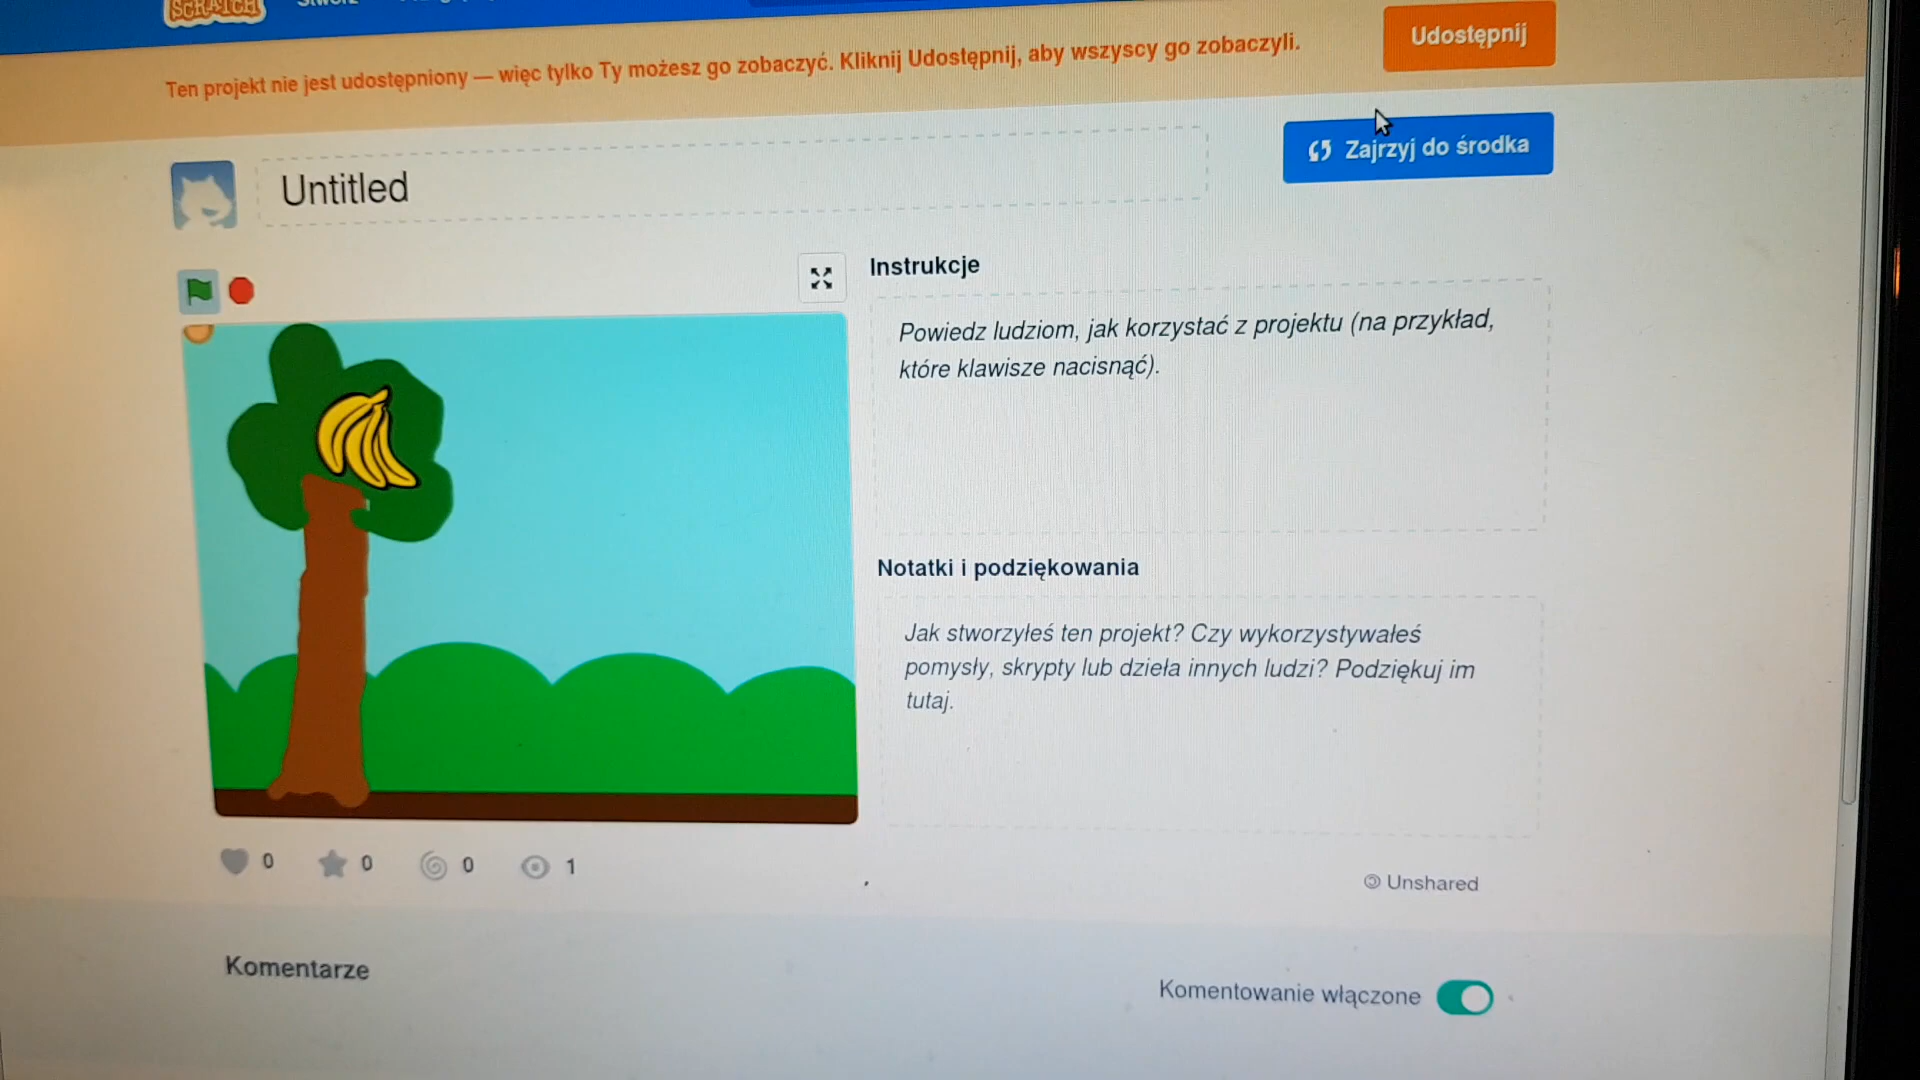 SCRATCH
Ten projekt nie jest udostępniony — więc tylko Ty możesz go zobaczyć. Kliknij Udostępnij, aby wszyscy go zobaczyli.
Udostępnij
Untitled
Zajrzyj do środka
Instrukcje
Powiedz ludziom, jak korzystać z projektu (na przykład,
które klawisze nacisnąć).
Notatki i podziękowania
Jak stworzyłeś ten projekt? Czy wykorzystywałeś
pomysły, skrypty lub dzieła innych ludzi? Podziękuj im
tutaj.
0 0 0 1
Unshared
Komentarze
Komentowanie włączone